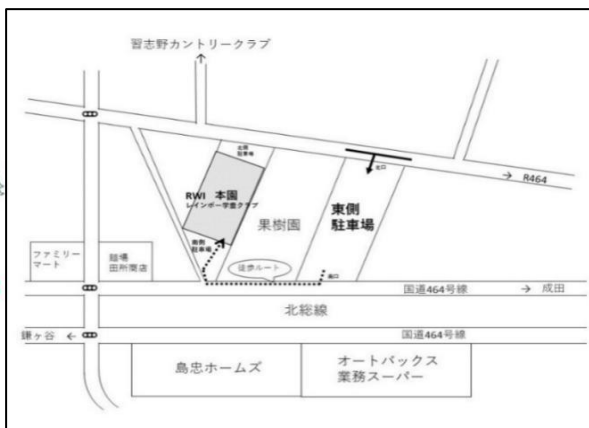 習志野カントリークラブ
北側
駐車場
北口
R464
RWI 本園
レインボー学童クラブ
東側
駐車場
果樹園
南側
駐車場
ファミリー
マート
麺場
田所商店
徒歩ルート
南口
国道464号線
成田
北総線
鎌ヶ谷
国道464号線
島忠ホームズ
オートバックス
業務スーパー